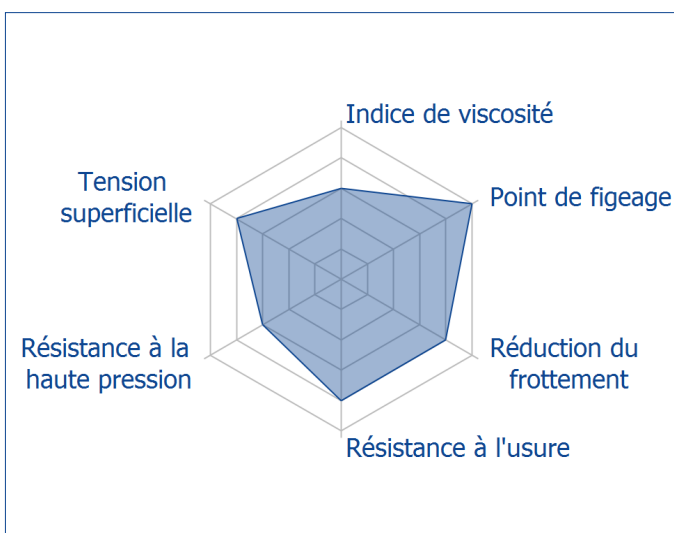 Indice de viscosité
Tension
superficielle
Point de figeage
Résistance à la
haute pression
Réduction du
frottement
Résistance à l'usure